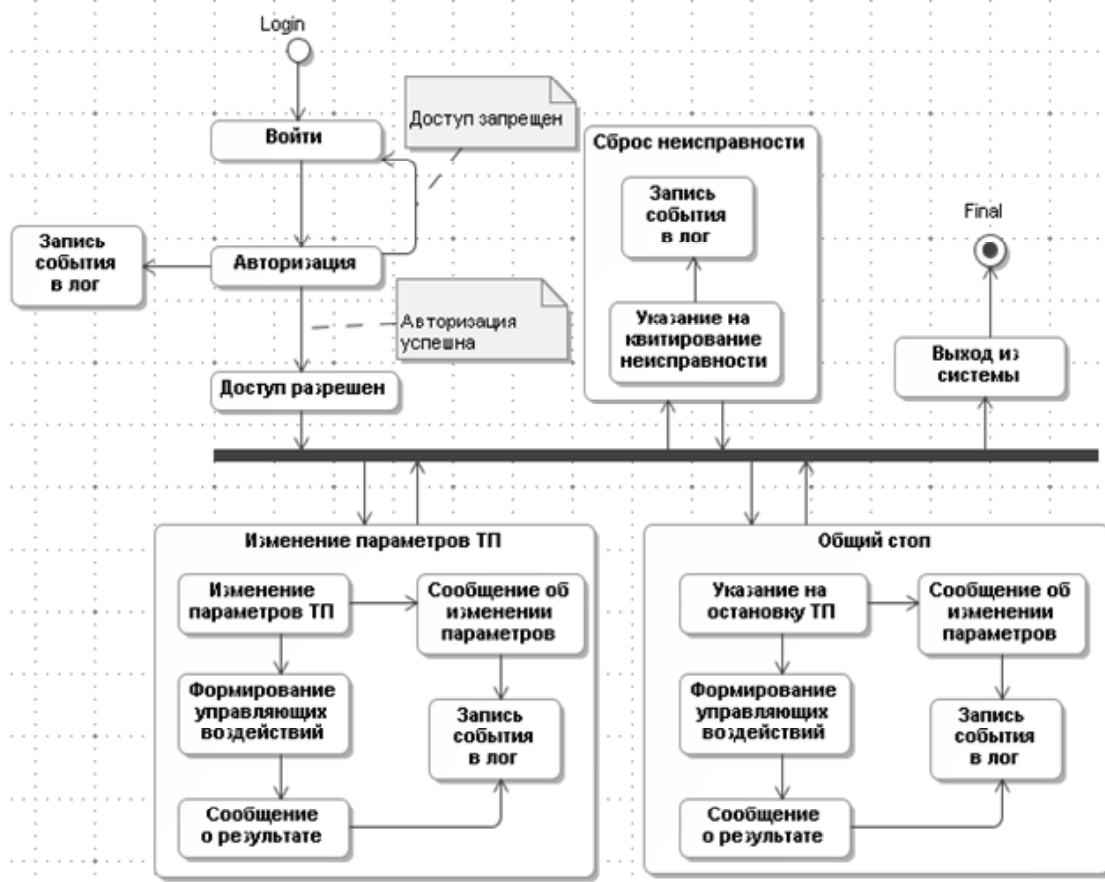 Login
Войти
Доступ запрещен
Запись
события
в лог
Авторизация
Авторизация
успешна
Доступ разрешен
Сброс неисправности
Запись
события
в лог
Указание на
квитирование
неисправности
Final
Выход из
системы
Изменение параметров ТП
Изменение
параметров ТП
Сообщение об
изменении
параметров
Формирование
управляющих
воздействий
Запись
события
в лог
Сообщение
о результате
Общий стоп
Указание на
остановку ТП
Сообщение об
изменении
параметров
Формирование
управляющих
воздействий
Запись
события
в лог
Сообщение
о результате